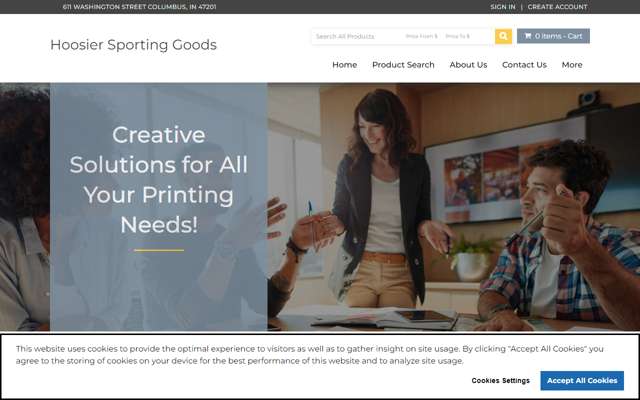 611 WASHINGTON STREET COLUMBUS, IN 47201
SIGN IN | CREATE ACCOUNT
Hoosier Sporting Goods
Search All Products
Price From $
Price To $
0 items - Cart
Home
Product Search
About Us
Contact Us
More
Creative
Solutions for All
Your Printing
Needs!
This website uses cookies to provide the optimal experience to visitors as well as to gather insight on site usage. By clicking "Accept All Cookies" you
agree to the storing of cookies on your device for the best performance of this website and to analyze site usage.
Cookies Settings
Accept All Cookies